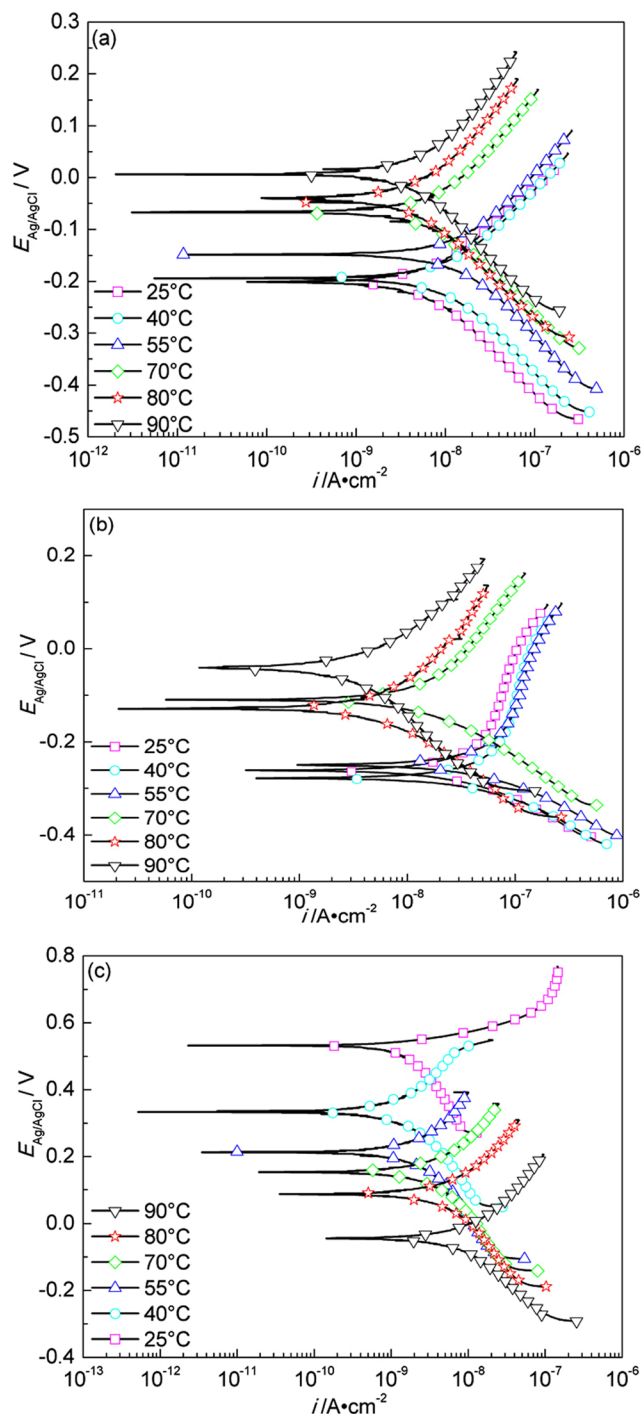 (a)
0.3
0.2
0.1
0.0
-0.1
-0.2
-0.3
-0.4
-0.5
E_Ag/AgCl / V
25°C
40°C
55°C
70°C
80°C
90°C
10^-12 10^-11 10^-10 10^-9 10^-8 10^-7 10^-6
i /A•cm^-2
(b)
0.2
0.0
-0.2
-0.4
E_Ag/AgCl / V
25°C
40°C
55°C
70°C
80°C
90°C
10^-11 10^-10 10^-9 10^-8 10^-7 10^-6
i /A•cm^-2
(c)
0.8
0.6
0.4
0.2
0.0
-0.2
-0.4
E_Ag/AgCl / V
90°C
80°C
70°C
55°C
40°C
25°C
10^-13 10^-12 10^-11 10^-10 10^-9 10^-8 10^-7 10^-6
i /A•cm^-2